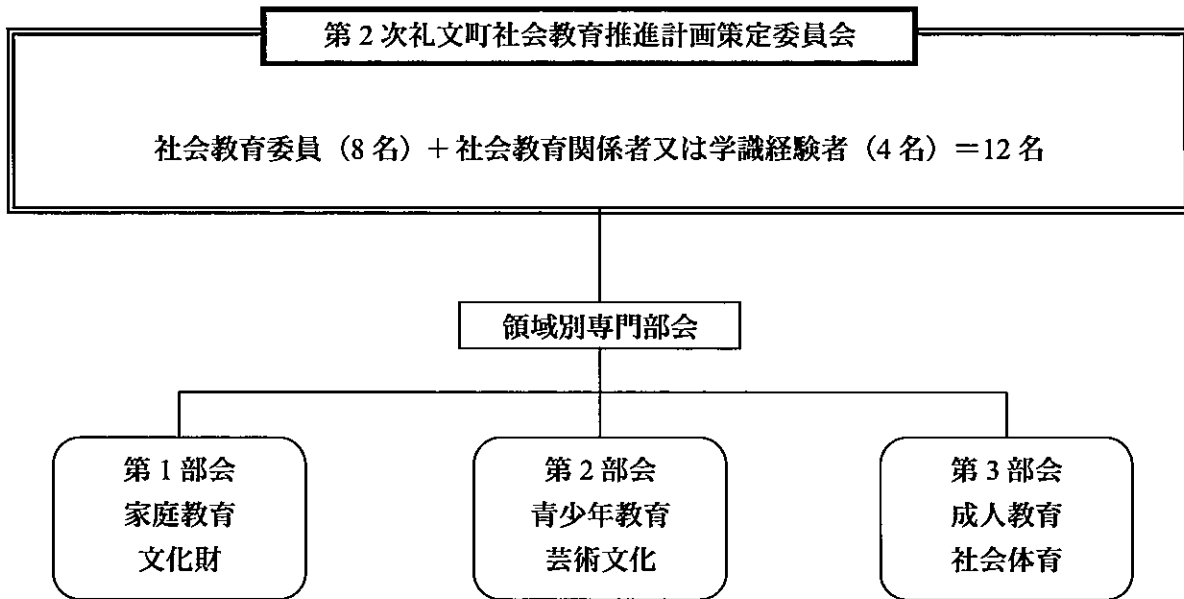 第2次礼文町社会教育推進計画策定委員会
社会教育委員(8名)+社会教育関係者又は学識経験者(4名)=12名
領域別専門部会
第1部会
家庭教育
文化財
第2部会
青少年教育
芸術文化
第3部会
成人教育
社会体育